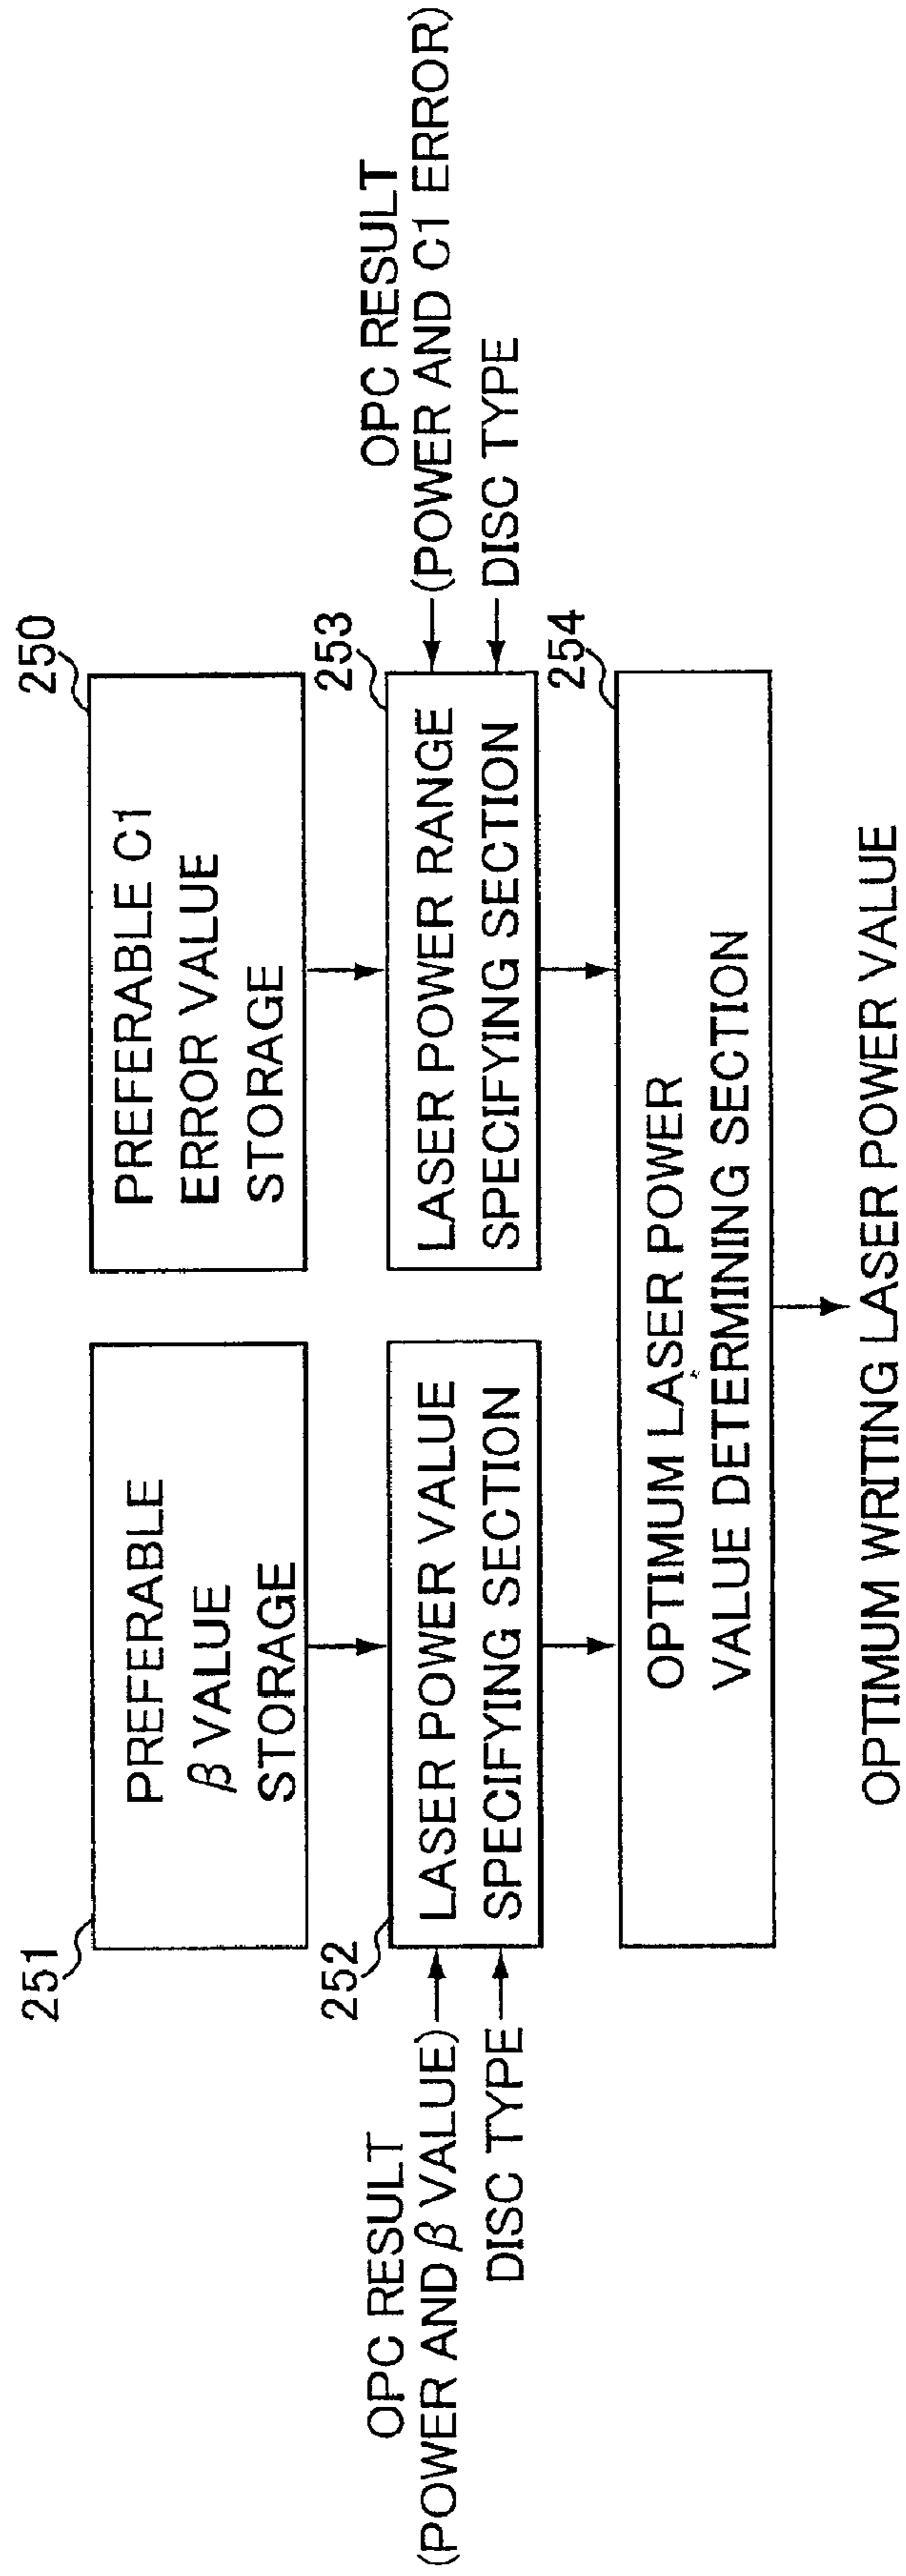 251
PREFERABLE
β VALUE
STORAGE
250
PREFERABLE C1
ERROR VALUE
STORAGE
OPC RESULT
(POWER AND β VALUE)
DISC TYPE
252
LASER POWER VALUE
SPECIFYING SECTION
253
LASER POWER RANGE
SPECIFYING SECTION
OPC RESULT
(POWER AND C1 ERROR)
DISC TYPE
254
OPTIMUM LASER POWER
VALUE DETERMINING SECTION
OPTIMUM WRITING LASER POWER VALUE